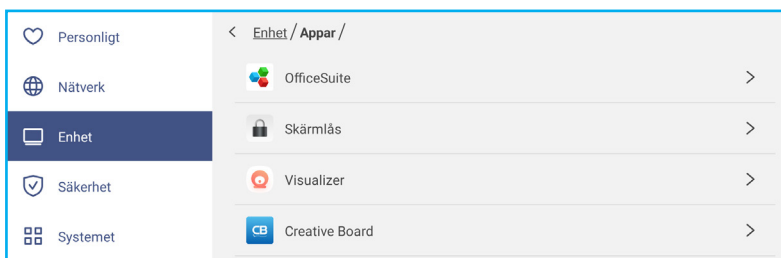 Personligt
Nätverk
Enhet
Säkerhet
Systemet
< Enhet / Appar /
OfficeSuite
Skärmlås
Visualizer
CB Creative Board